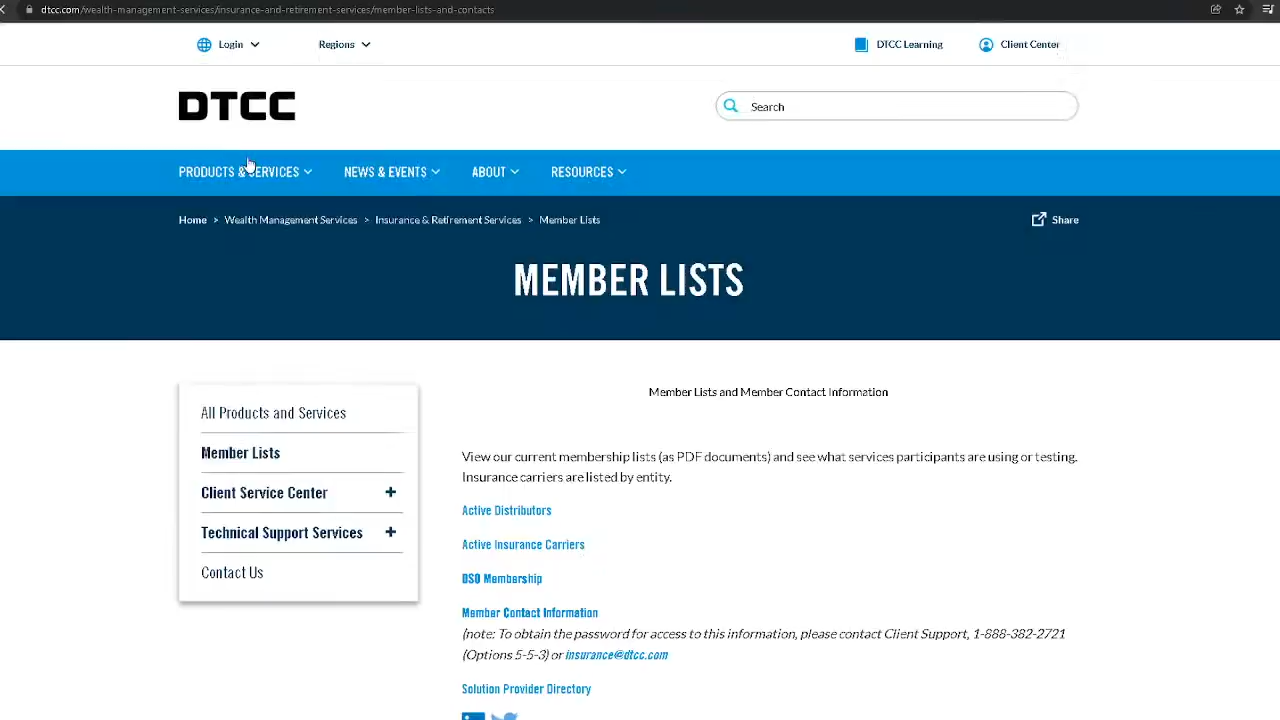 dtcc.com/wealth-management-services/insurance-and-retirement-services/member-lists-and-contacts
Login
Regions
DTCC Learning
Client Center
DTCC
Search
PRODUCTS & SERVICES
NEWS & EVENTS
ABOUT
RESOURCES
Home > Wealth Management Services > Insurance & Retirement Services > Member Lists
Share
MEMBER LISTS
All Products and Services
Member Lists
Client Service Center +
Technical Support Services +
Contact Us
Member Lists and Member Contact Information
View our current membership lists (as PDF documents) and see what services participants are using or testing.
Insurance carriers are listed by entity.
Active Distributors
Active Insurance Carriers
DSO Membership
Member Contact Information
(note: To obtain the password for access to this information, please contact Client Support, 1-888-382-2721
(Options 5-5-3) or insurance@dtcc.com
Solution Provider Directory